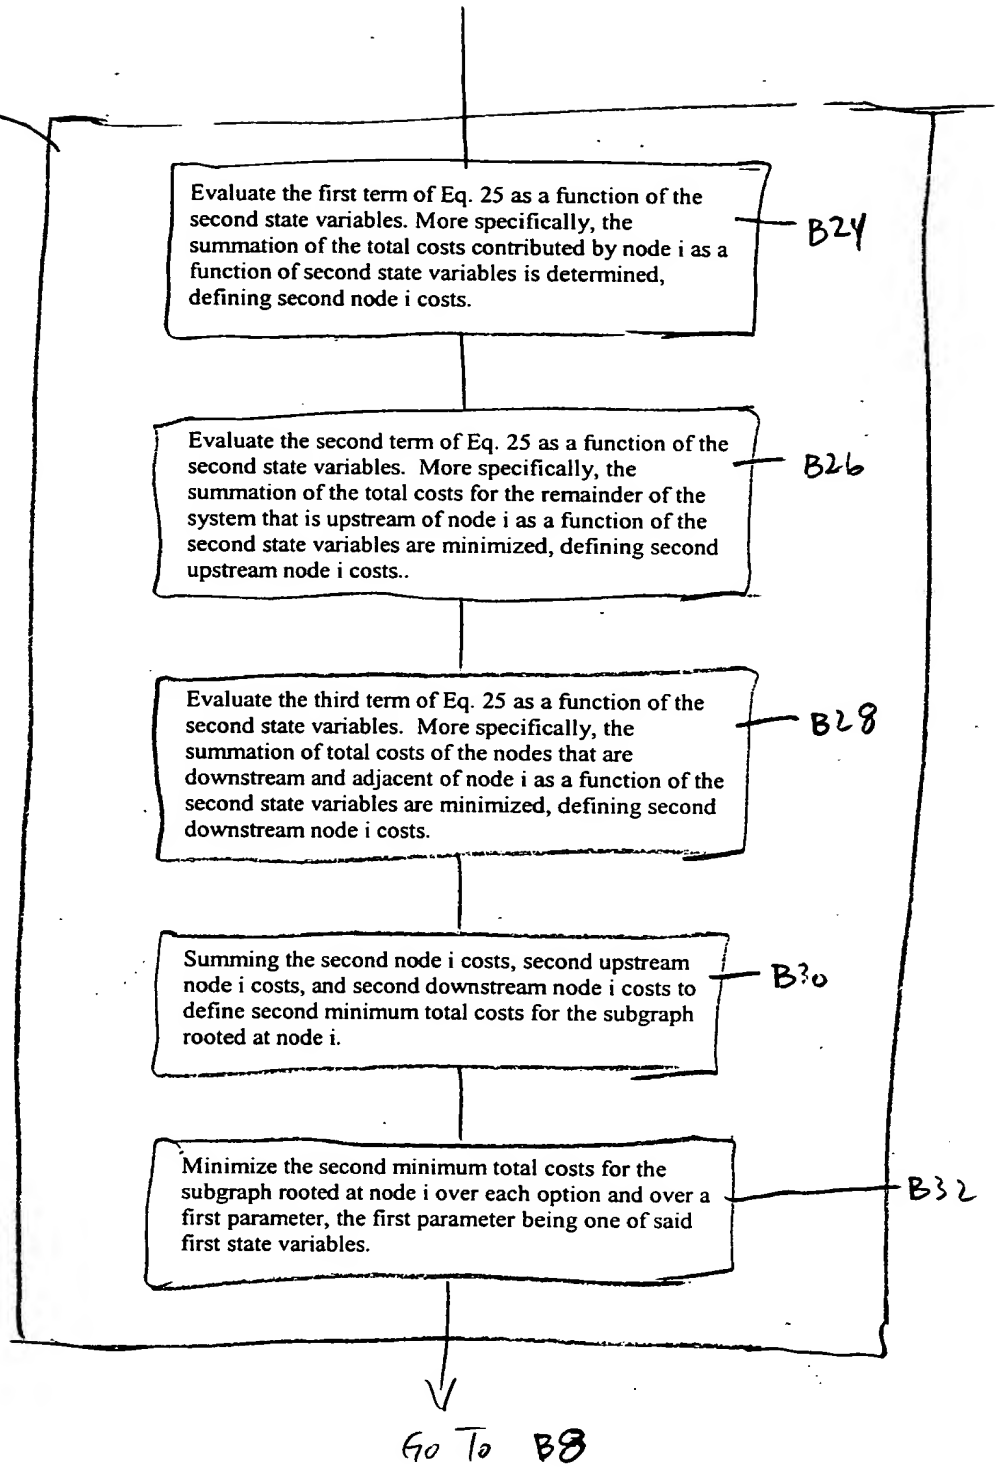 Evaluate the first term of Eq. 25 as a function of the
second state variables. More specifically, the
summation of the total costs contributed by node i as a
function of second state variables is determined,
defining second node i costs.
B24
Evaluate the second term of Eq. 25 as a function of the
second state variables. More specifically, the
summation of the total costs for the remainder of the
system that is upstream of node i as a function of the
second state variables are minimized, defining second
upstream node i costs..
B26
Evaluate the third term of Eq. 25 as a function of the
second state variables. More specifically, the
summation of total costs of the nodes that are
downstream and adjacent of node i as a function of the
second state variables are minimized, defining second
downstream node i costs.
B28
Summing the second node i costs, second upstream
node i costs, and second downstream node i costs to
define second minimum total costs for the subgraph
rooted at node i.
B30
Minimize the second minimum total costs for the
subgraph rooted at node i over each option and over a
first parameter, the first parameter being one of said
first state variables.
B32
Go To B8